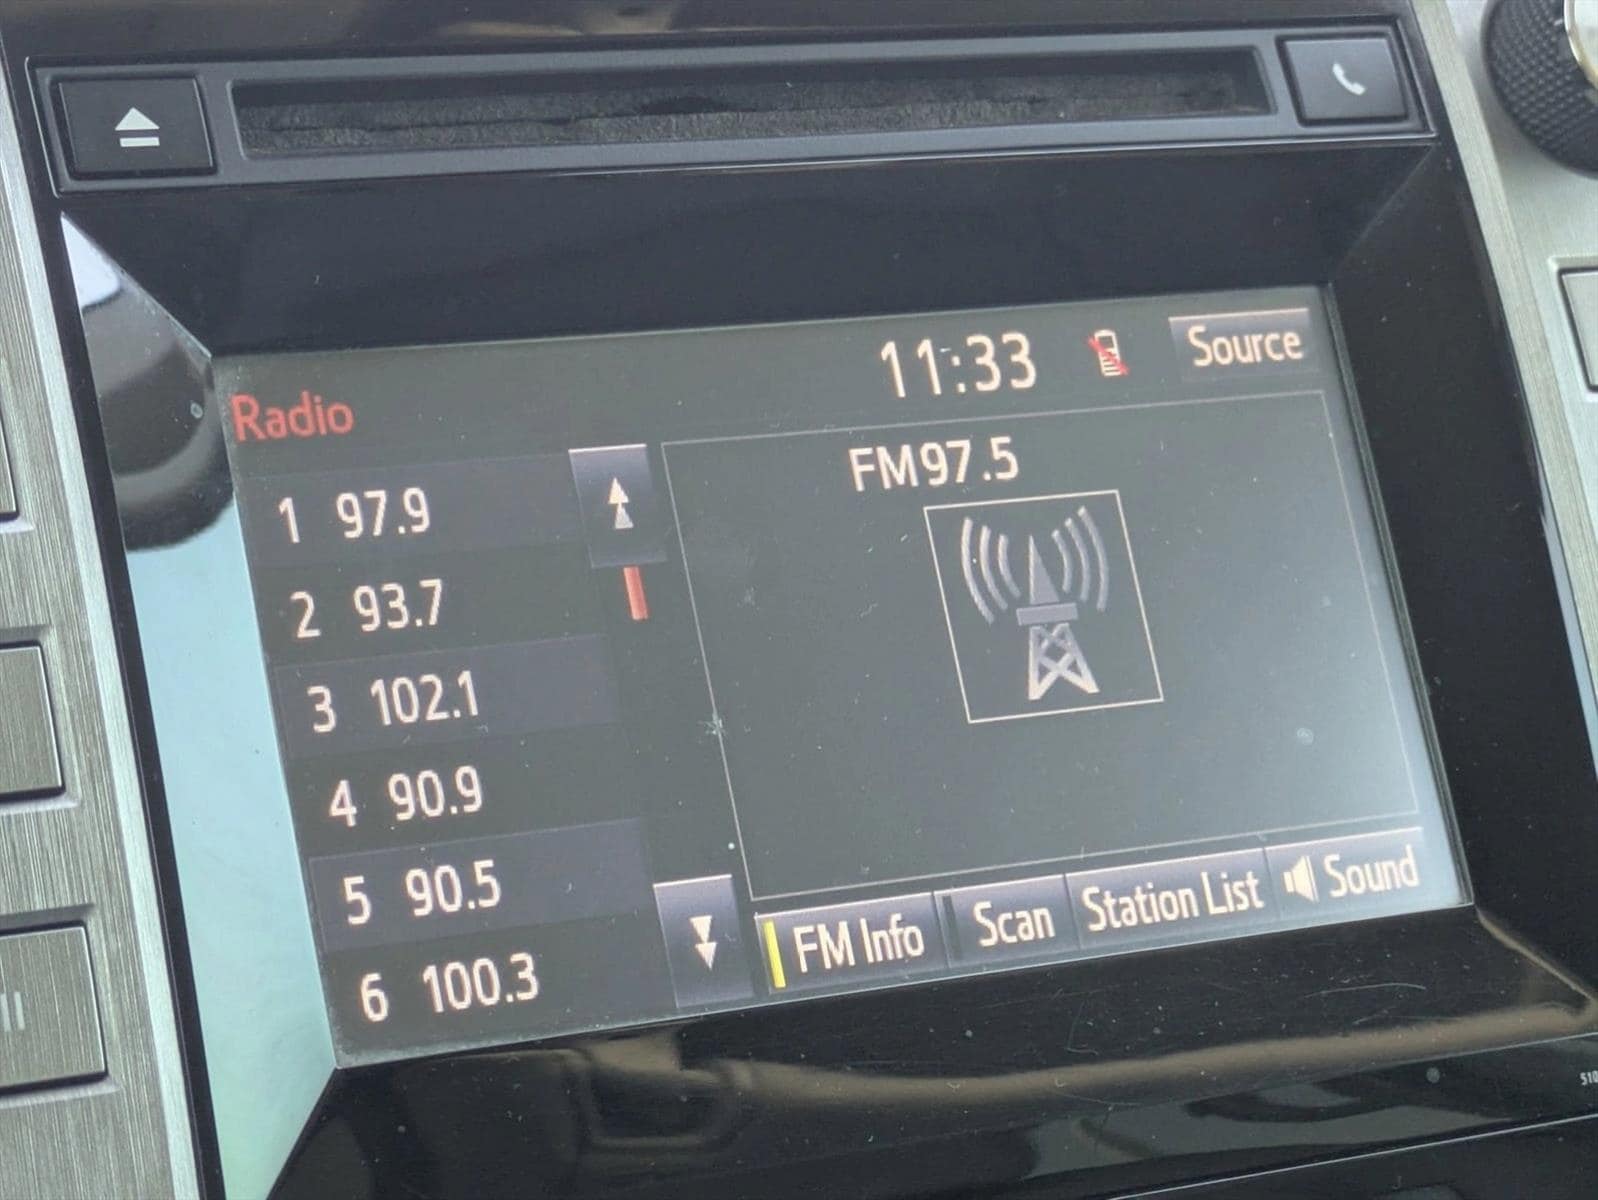 11:33
Source
Radio
FM97.5
1 97.9
2 93.7
3 102.1
4 90.9
5 90.5
6 100.3
FM Info
Scan
Station List
Sound